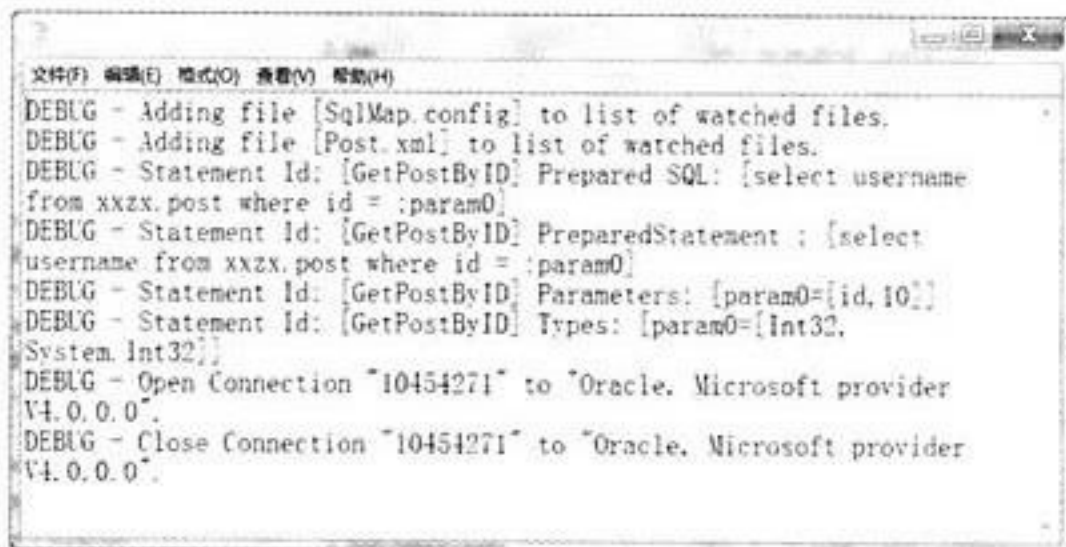 文件(F) 编辑(E) 格式(O) 查看(V) 帮助(H)
DEBUG - Adding file [SqlMap.config] to list of watched files.
DEBUG - Adding file [Post.xml] to list of watched files.
DEBUG - Statement Id: [GetPostByID] Prepared SQL: [select username
from xxzx.post where id = :param0]
DEBUG - Statement Id: [GetPostByID] PreparedStatement : [select
username from xxzx.post where id = :param0]
DEBUG - Statement Id: [GetPostByID] Parameters: [param0=[id,10]]
DEBUG - Statement Id: [GetPostByID] Types: [param0=[Int32,
System.Int32]]
DEBUG - Open Connection "10454271" to "Oracle, Microsoft provider
V4.0.0.0".
DEBUG - Close Connection "10454271" to "Oracle, Microsoft provider
V4.0.0.0".